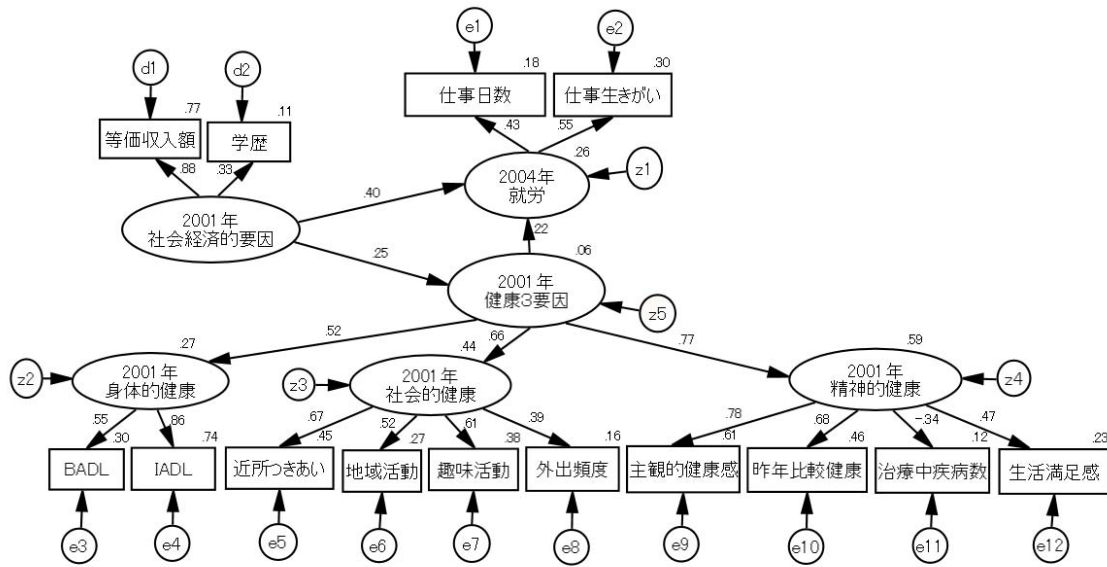 e1
e2
d1
d2
.18
.30
仕事日数
仕事生きがい
.77
.11
等価収入額
学歴
.43
.55
.26
.88
.33
z1
2004年
就労
.40
2001年
社会経済的要因
.22
.25
.06
2001年
健康3要因
z5
.52
.66
.77
.27
.44
.59
z2
2001年
身体的健康
z3
2001年
社会的健康
2001年
精神的健康
z4
.55
.86
.67
.52
.61
.39
.78
.68
-.34
.47
.30
.74
.45
.27
.38
.16
.61
.46
.12
.23
BADL
IADL
近所つきあい
地域活動
趣味活動
外出頻度
主観的健康感
昨年比較健康
治療中疾病数
生活満足感
e3
e4
e5
e6
e7
e8
e9
e10
e11
e12